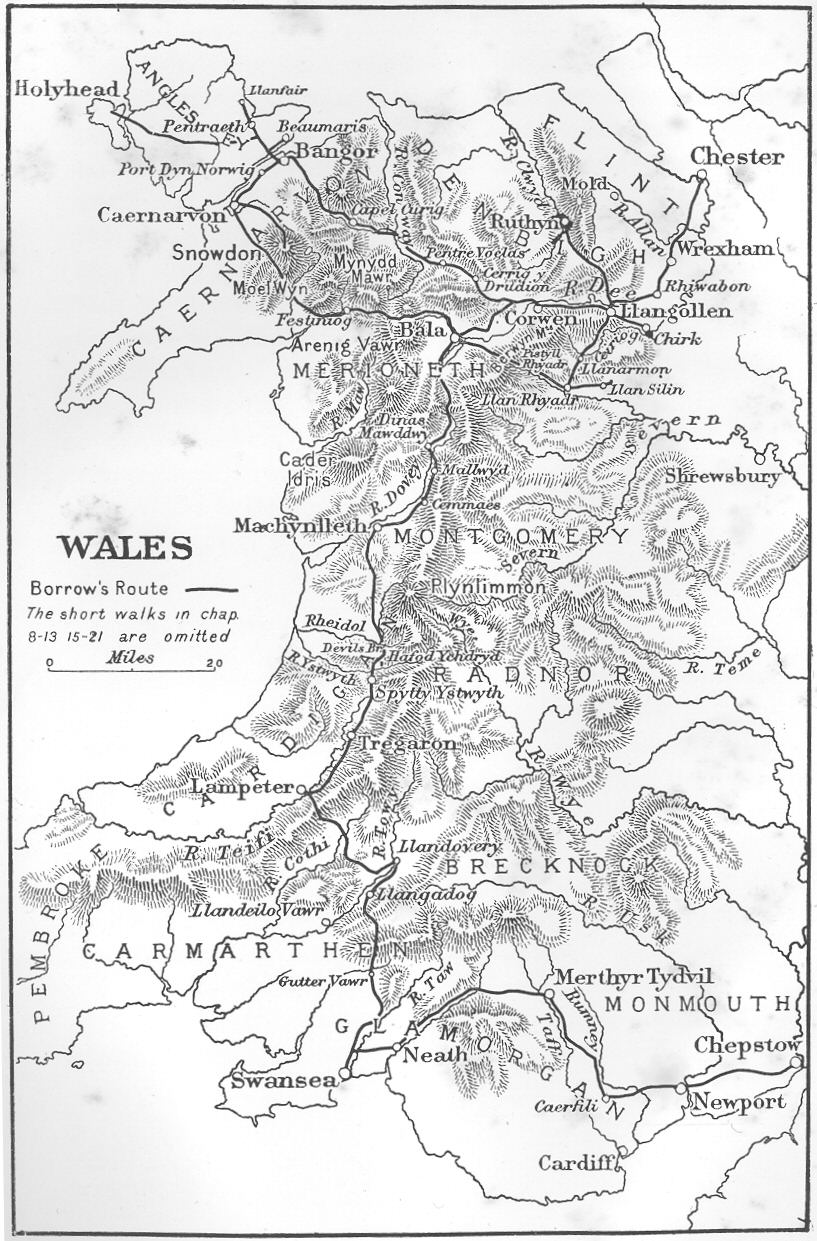 Holyhead
ANGLESE
Llanfair
Pentraeth
Beaumaris
Bangor
Port Dyn Norwig
Caernarvon
Capel Curig
R. Conway
R. Clwyd
FLINT
Mold
R. Allan
Chester
Ruthyn
Wrexham
Snowdon
Moel Wyn
Mynydd
Mawr
Pentre Voelas
Cerrig y
Drudion
DENBIGH
R. Dee
Rhiwabon
CAERNARVON
Festiniog
Bala
Corwen
Llangollen
Chirk
Arenig Vawr
Berwyn Mts
Pistyll
Rhyadr
Ceiriog
Llanarmon
MERIONETH
Llan Silin
Llan Rhyadr
R. Maw
Dinas
Mawddwy
Severn
Cader
Idris
R. Dovey
Mallwyd
Shrewsbury
Cemmaes
Machynlleth
MONTGOMERY
Severn
WALES
Borrow's Route
The short walks in chap.
8-13 15-21 are omitted
Miles
0 20
Plynlimmon
Rheidol
Wye
Devils Br.
Hafod Ychdryd
R. Ystwyth
RADNOR
R. Teme
Spytty Ystwyth
CARDIGAN
Tregaron
R. Wye
Lampeter
R. Towy
R. Teifi
R. Cothi
Llandovery
BRECKNOCK
PEMBROKE
Llangadog
Llandeilo Vawr
R. Usk
CARMARTHEN
Gutter Vawr
R. Taw
Merthyr Tydvil
Rumney
MONMOUTH
GLAMORGAN
Taff
Chepstow
Neath
Swansea
Caerfili
Newport
Cardiff